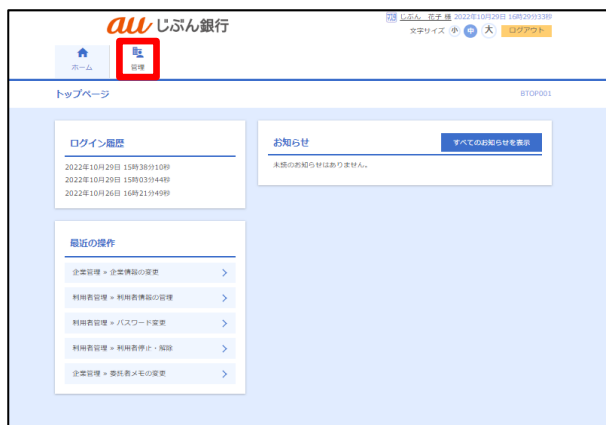 au じぶん銀行
じぶん 花子 様 2022年10月29日 16時29分33秒
文字サイズ 小 中 大 ログアウト
ホーム
管理
トップページ
BTOP001
ログイン履歴
2022年10月29日 15時38分10秒
2022年10月29日 15時03分44秒
2022年10月26日 16時21分49秒
お知らせ
すべてのお知らせを表示
未読のお知らせはありません。
最近の操作
企業管理 » 企業情報の変更
利用者管理 » 利用者情報の管理
利用者管理 » パスワード変更
利用者管理 » 利用者停止・解除
企業管理 » 委託者メモの変更